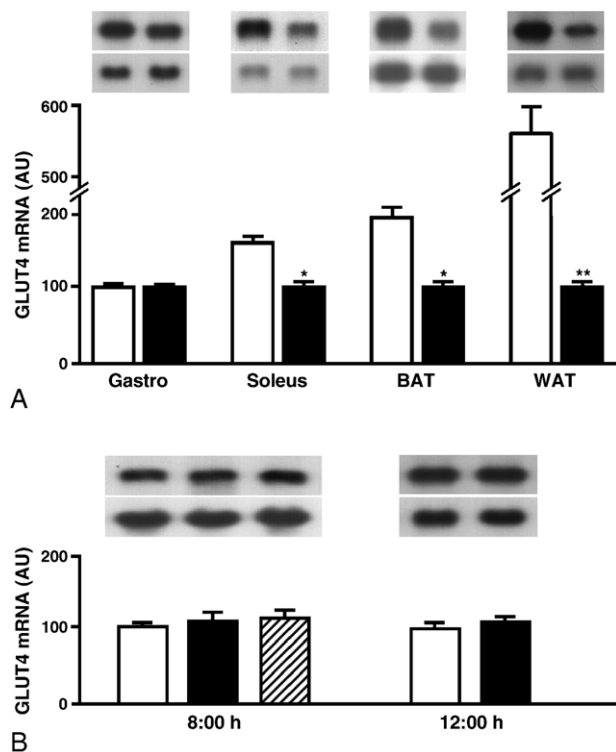 600
500
200
100
0
GLUT4 mRNA (AU)
* * **
Gastro Soleus BAT WAT
A
200
100
0
GLUT4 mRNA (AU)
8:00 h 12:00 h
B